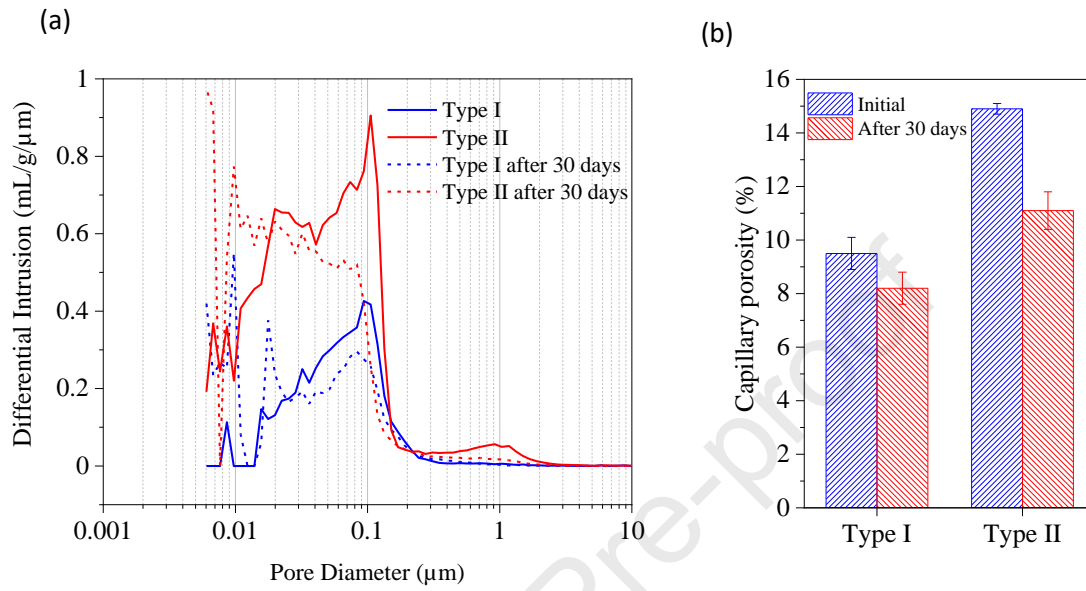 (a)
Differential Intrusion (mL/g/µm)
1
0.8
0.6
0.4
0.2
0
0.001
0.01
0.1
1
10
Pore Diameter (µm)
Type I
Type II
Type I after 30 days
Type II after 30 days
(b)
Capillary porosity (%)
16
14
12
10
8
6
4
2
0
Initial
After 30 days
Type I
Type II
Pre-proof